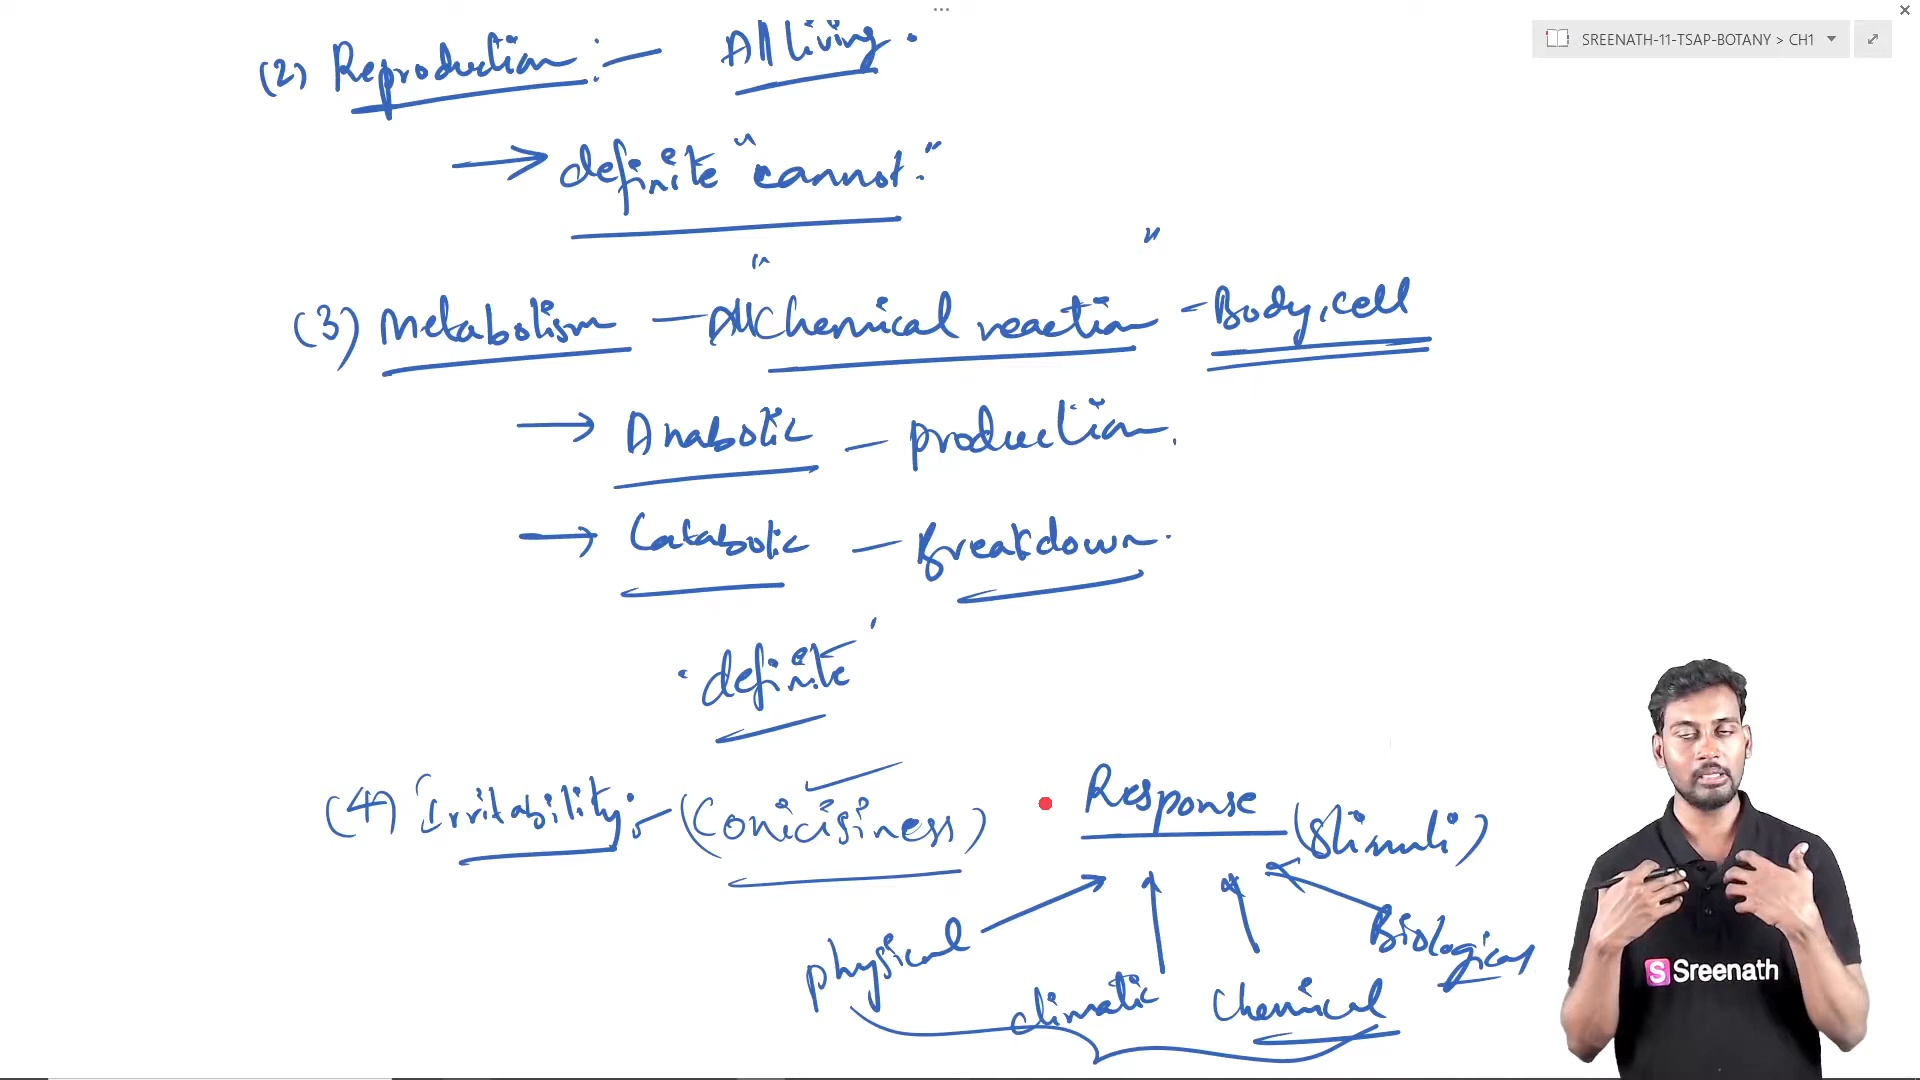 SREENATH-11-TSAP-BOTANY > CH1
(2) Reproduction :— All living.
→ definite "cannot."
(3) Metabolism — "All Chemical reaction" - Body, cell
→ Anabolic — production.
→ Catabolic — Breakdown.
definite
(4) Irritability :— (Conicisiness) Response (Stimuli)
physical climatic Chemical Biological
S Sreenath